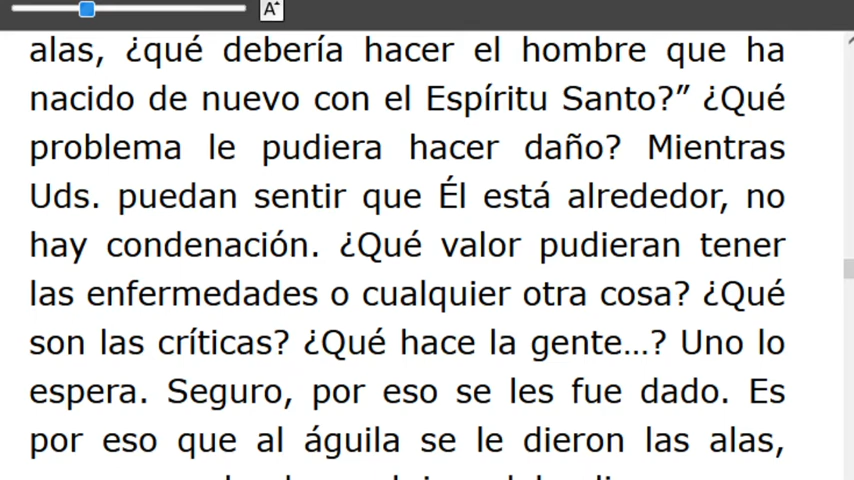 A
alas, ¿qué debería hacer el hombre que ha
nacido de nuevo con el Espíritu Santo?” ¿Qué
problema le pudiera hacer daño? Mientras
Uds. puedan sentir que Él está alrededor, no
hay condenación. ¿Qué valor pudieran tener
las enfermedades o cualquier otra cosa? ¿Qué
son las críticas? ¿Qué hace la gente...? Uno lo
espera. Seguro, por eso se les fue dado. Es
por eso que al águila se le dieron las alas,